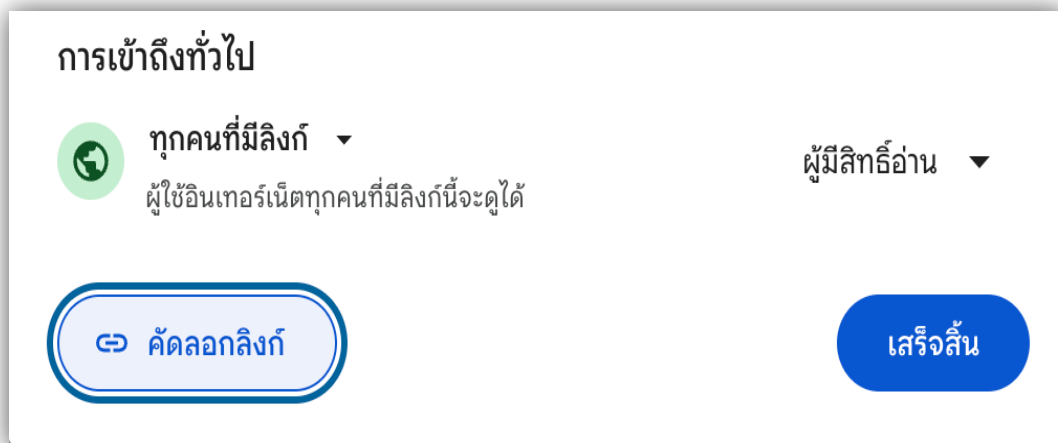 การเข้าถึงทั่วไป
ทุกคนที่มีลิงก์
ผู้ใช้อินเทอร์เน็ตทุกคนที่มีลิงก์นี้จะดูได้
ผู้มีสิทธิ์อ่าน
คัดลอกลิงก์
เสร็จสิ้น